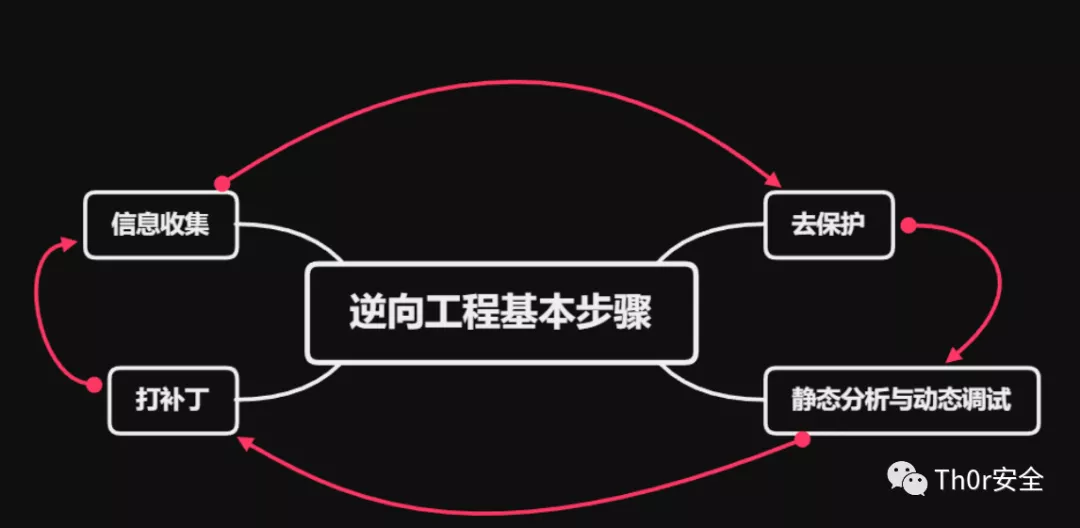 信息收集
去保护
逆向工程基本步骤
打补丁
静态分析与动态调试
Th0r安全